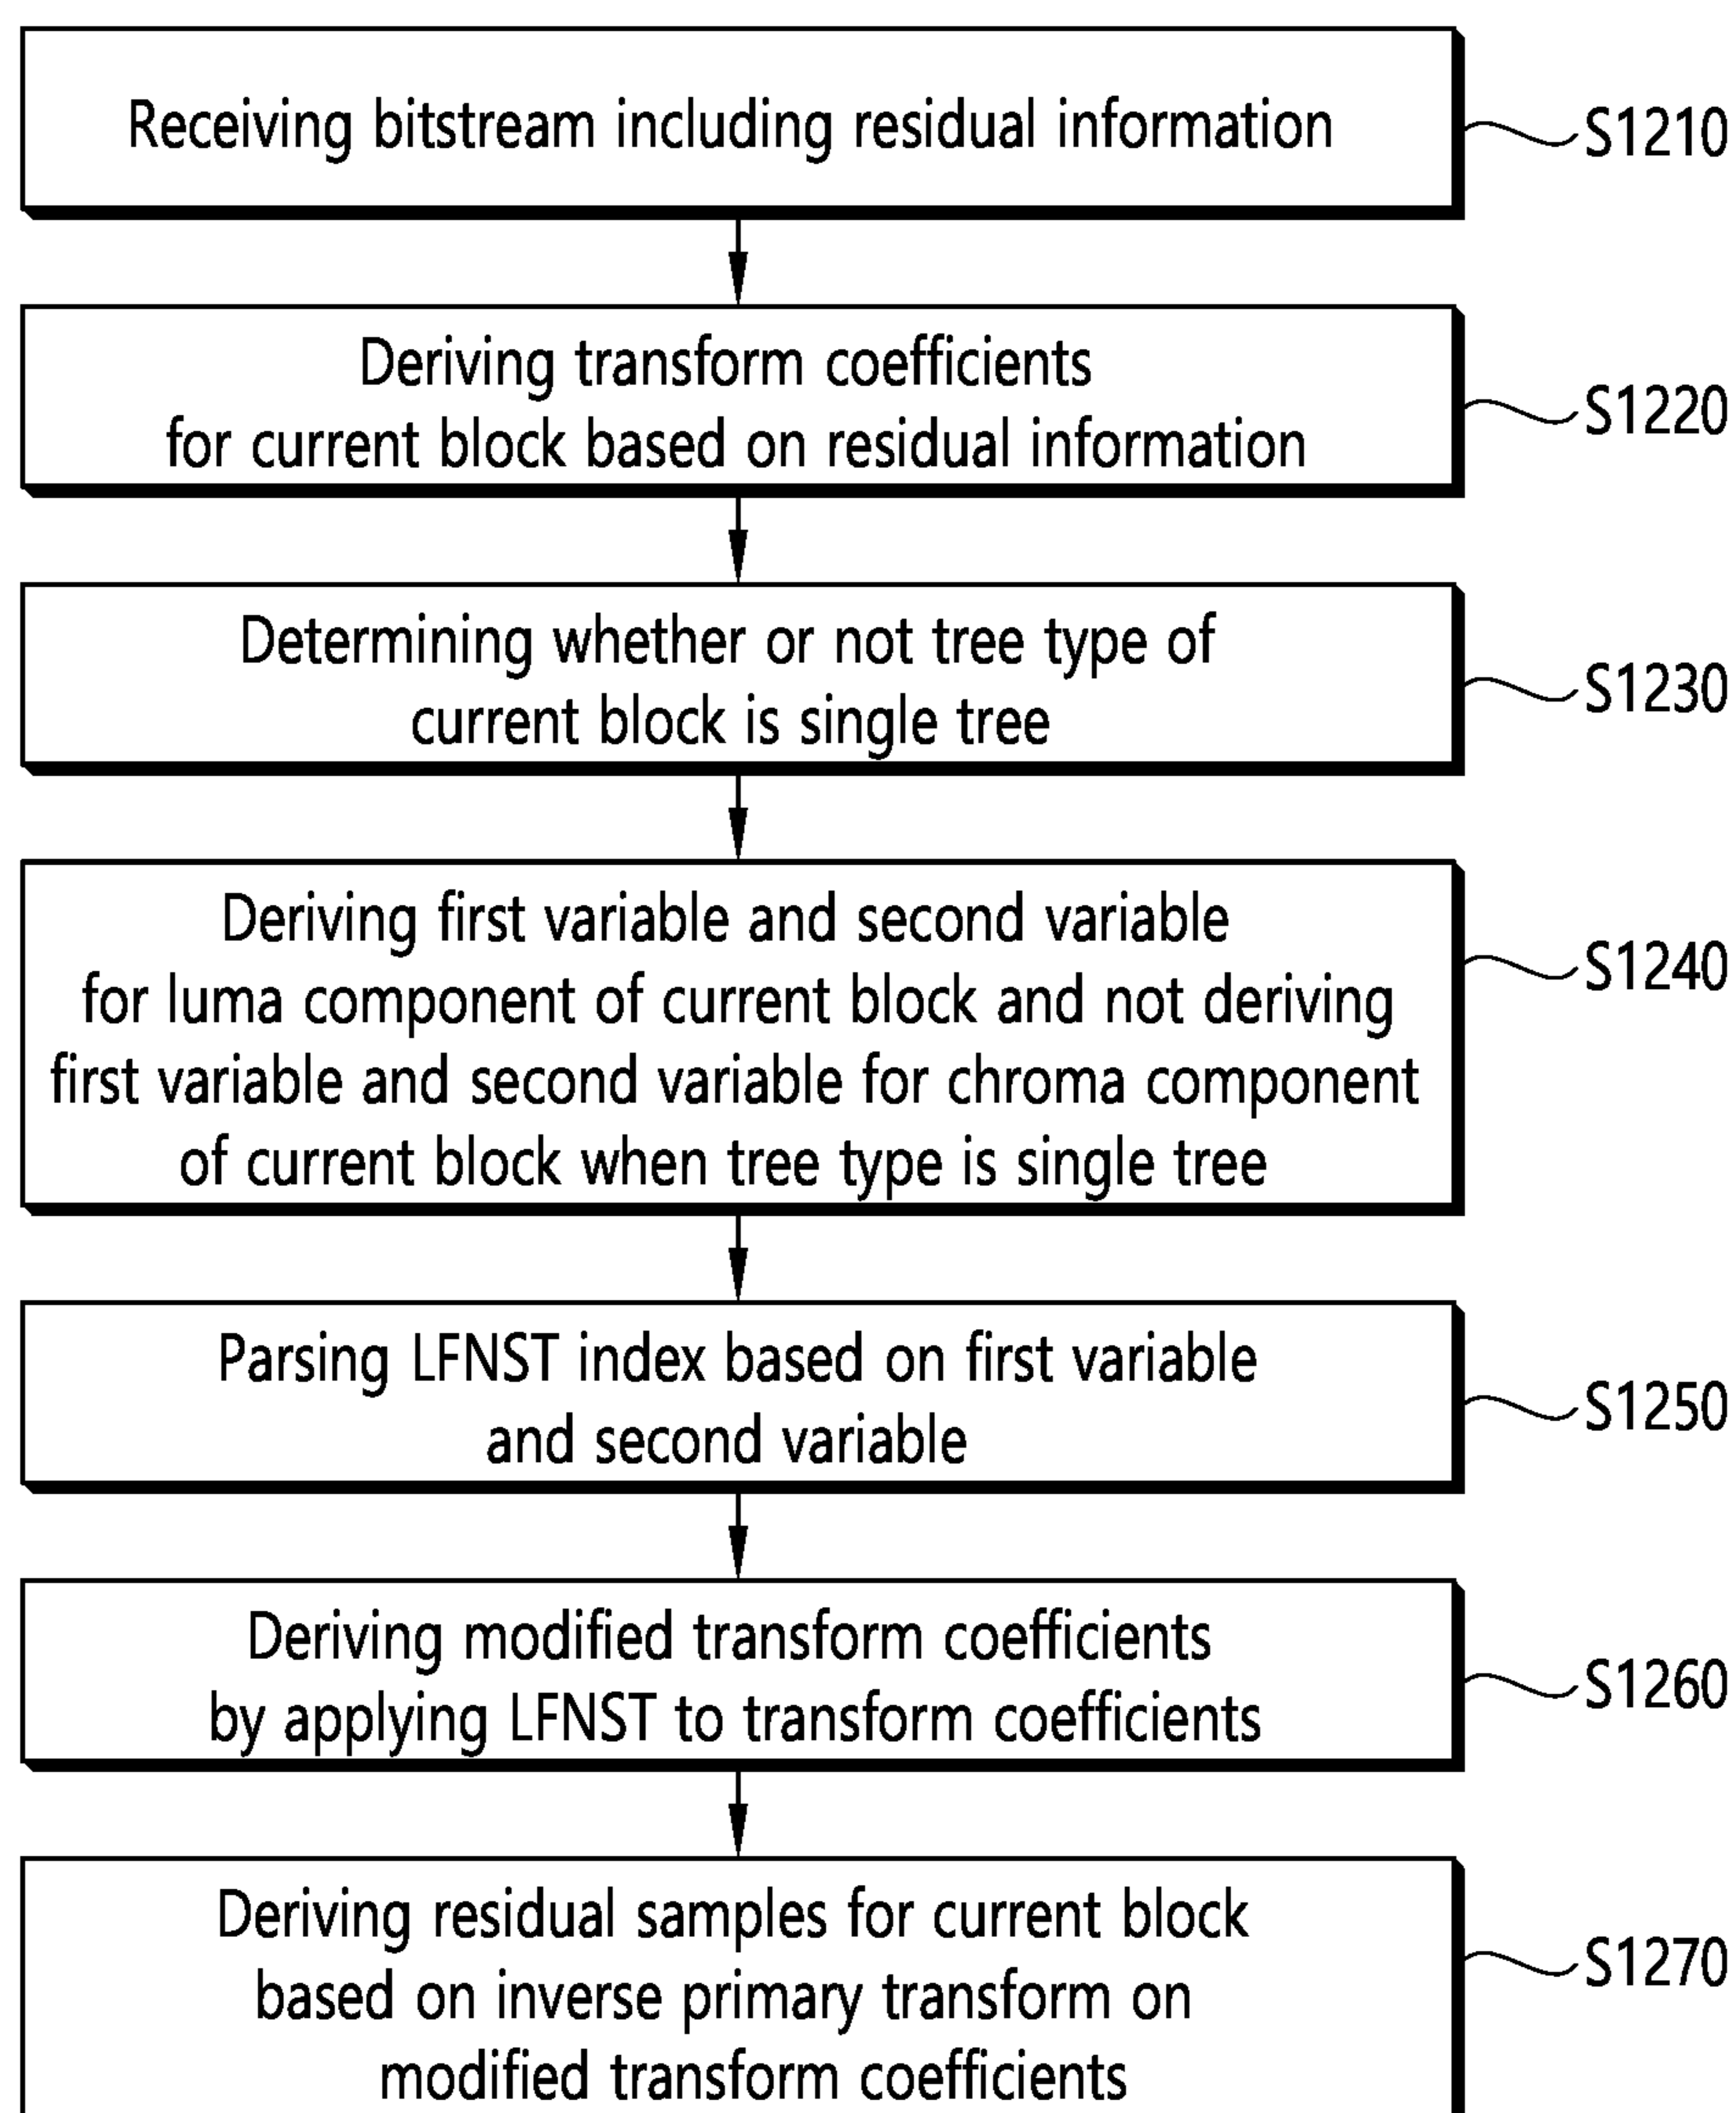 Receiving bitstream including residual information
S1210
Deriving transform coefficients
for current block based on residual information
S1220
Determining whether or not tree type of
current block is single tree
S1230
Deriving first variable and second variable
for luma component of current block and not deriving
first variable and second variable for chroma component
of current block when tree type is single tree
S1240
Parsing LFNST index based on first variable
and second variable
S1250
Deriving modified transform coefficients
by applying LFNST to transform coefficients
S1260
Deriving residual samples for current block
based on inverse primary transform on
modified transform coefficients
S1270